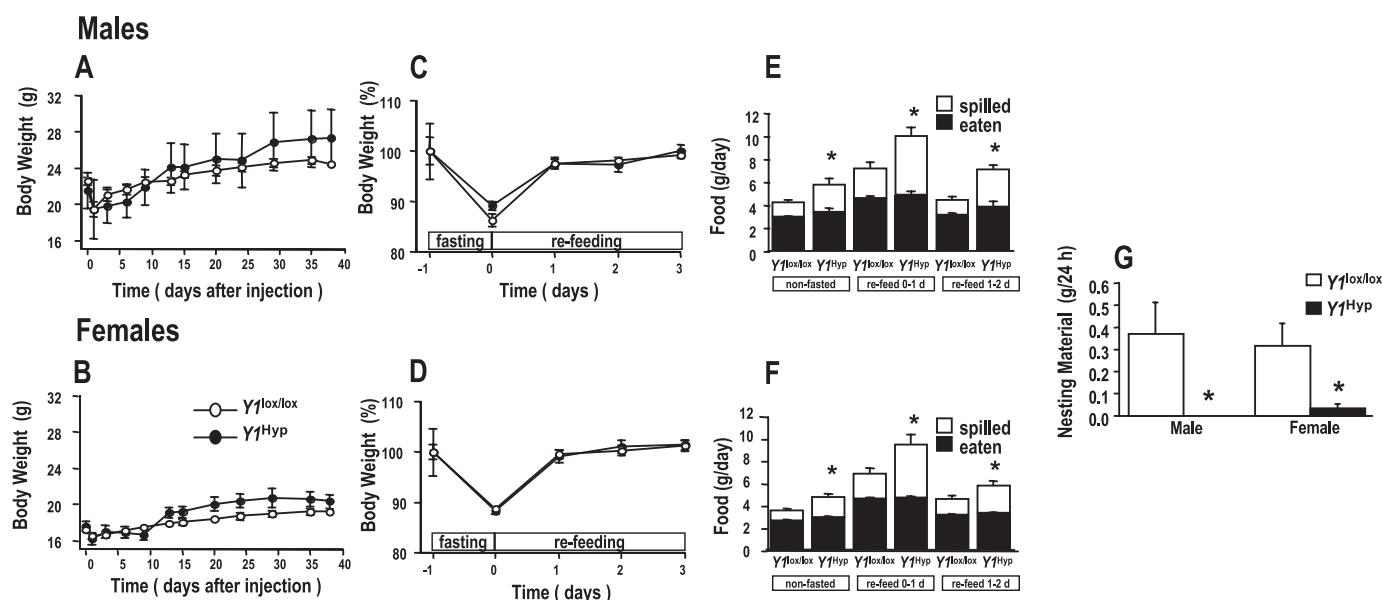 Males
A
Body Weight (g)
32
28
24
20
16
0 5 10 15 20 25 30 35 40
Time ( days after injection )
C
Body Weight (%)
110
100
90
80
fasting
re-feeding
-1 0 1 2 3
Time ( days )
E
Food (g/day)
12
10
8
6
4
2
0
spilled
eaten
*
*
*
Y1lox/lox Y1Hyp Y1lox/lox Y1Hyp Y1lox/lox Y1Hyp
non-fasted
re-feed 0-1 d
re-feed 1-2 d
Females
B
Body Weight (g)
32
28
24
20
16
Y1lox/lox
Y1Hyp
0 5 10 15 20 25 30 35 40
Time ( days after injection )
D
Body Weight (%)
110
100
90
80
fasting
re-feeding
-1 0 1 2 3
Time ( days )
F
Food (g/day)
12
10
8
6
4
2
0
spilled
eaten
*
*
*
Y1lox/lox Y1Hyp Y1lox/lox Y1Hyp Y1lox/lox Y1Hyp
non-fasted
re-feed 0-1 d
re-feed 1-2 d
G
Nesting Material (g/24 h)
0.6
0.5
0.4
0.3
0.2
0.1
0.0
Y1lox/lox
Y1Hyp
*
*
Male
Female